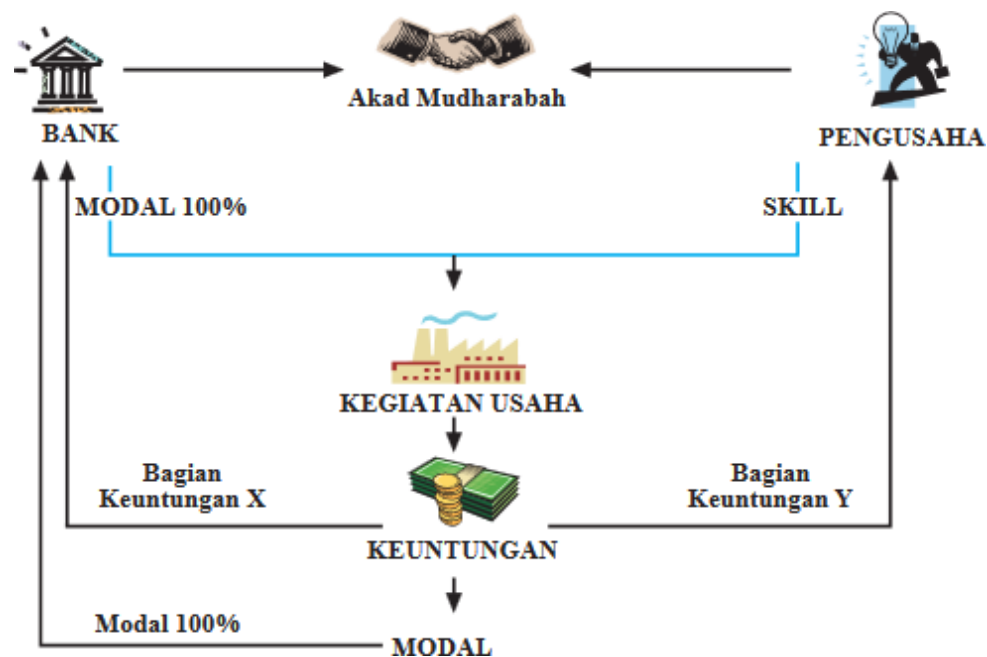 Akad Mudharabah
BANK
PENGUSAHA
MODAL 100%
SKILL
KEGIATAN USAHA
Bagian
Keuntungan X
Bagian
Keuntungan Y
KEUNTUNGAN
Modal 100%
MODAL